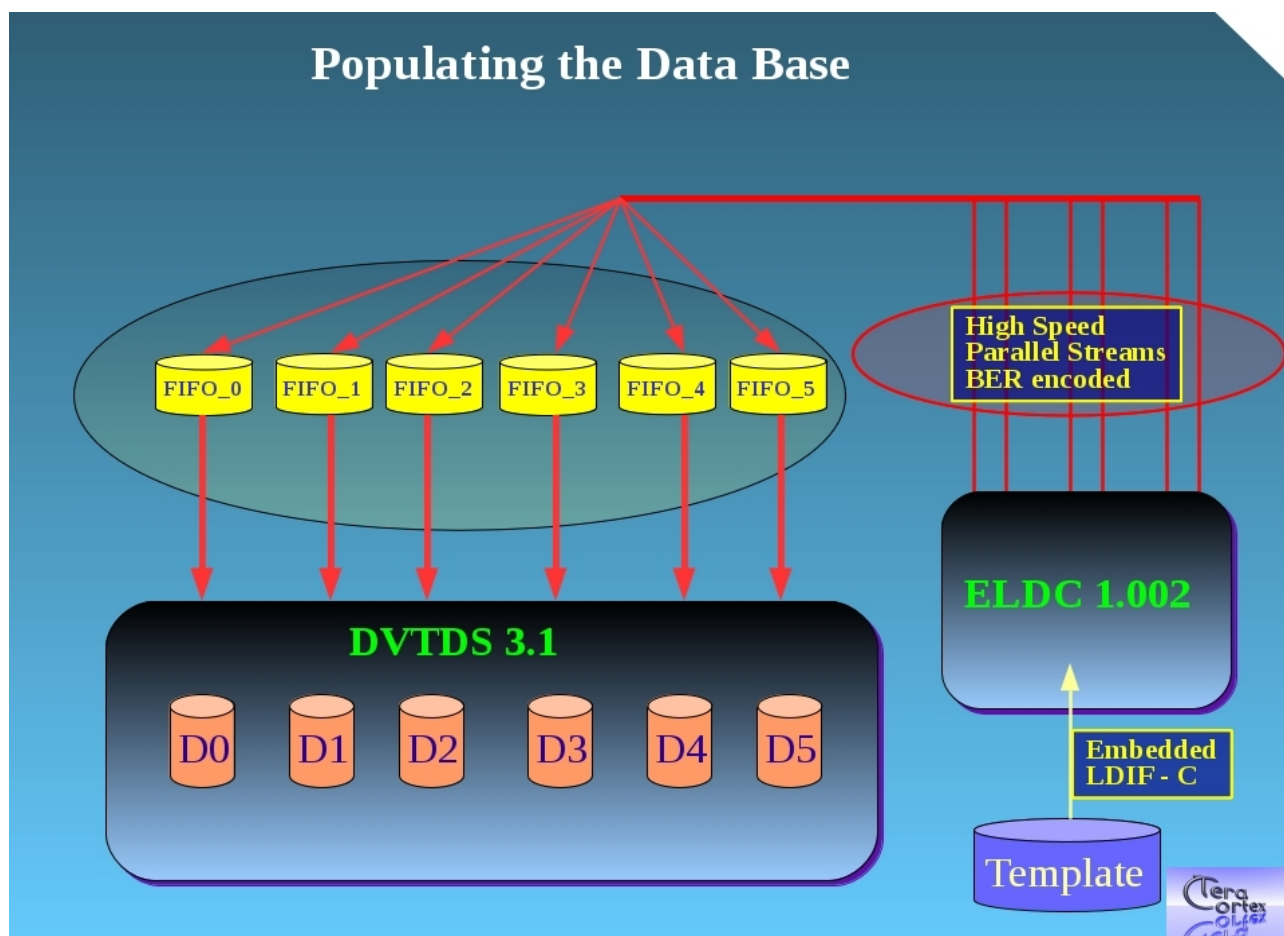 Populating the Data Base
High Speed
Parallel Streams
BER encoded
FIFO_0
FIFO_1
FIFO_2
FIFO_3
FIFO_4
FIFO_5
ELDC 1.002
DVTDS 3.1
D0
D1
D2
D3
D4
D5
Embedded
LDIF - C
Template
Tera
Cortex